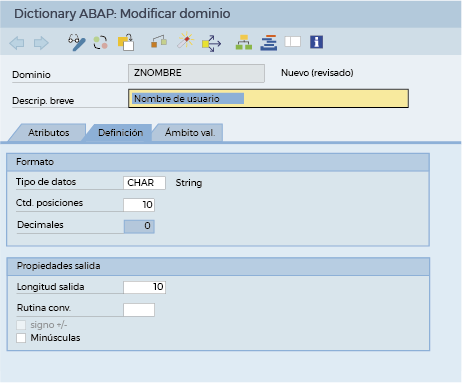 Dictionary ABAP: Modificar dominio
Dominio ZNOMBRE Nuevo (revisado)
Descrip. breve Nombre de usuario
Atributos Definición Ámbito val.
Formato
Tipo de datos CHAR String
Ctd. posiciones 10
Decimales 0
Propiedades salida
Longitud salida 10
Rutina conv.
signo +/-
Minúsculas